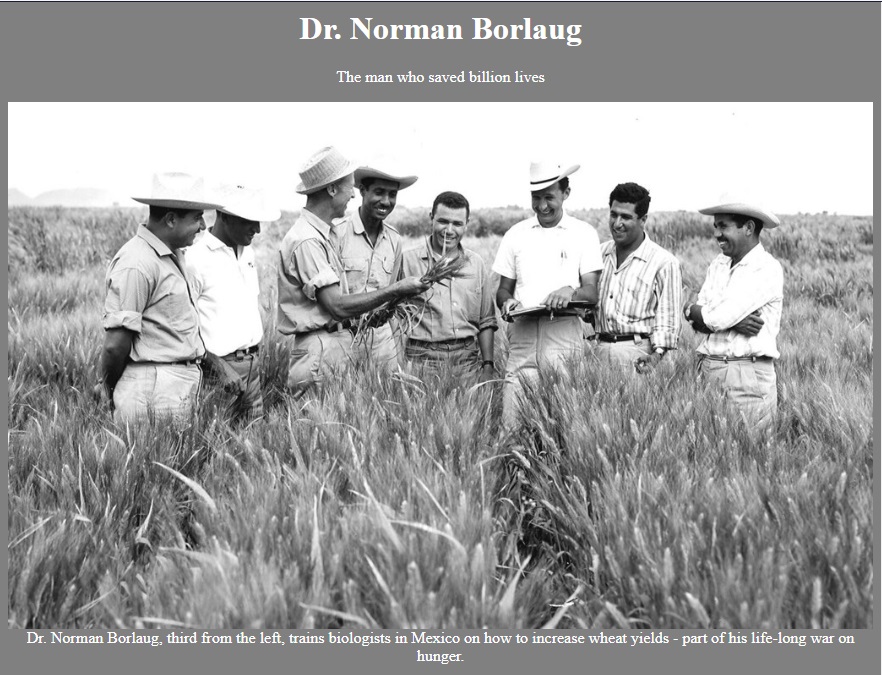 Dr. Norman Borlaug
The man who saved billion lives
Dr. Norman Borlaug, third from the left, trains biologists in Mexico on how to increase wheat yields - part of his life-long war on
hunger.